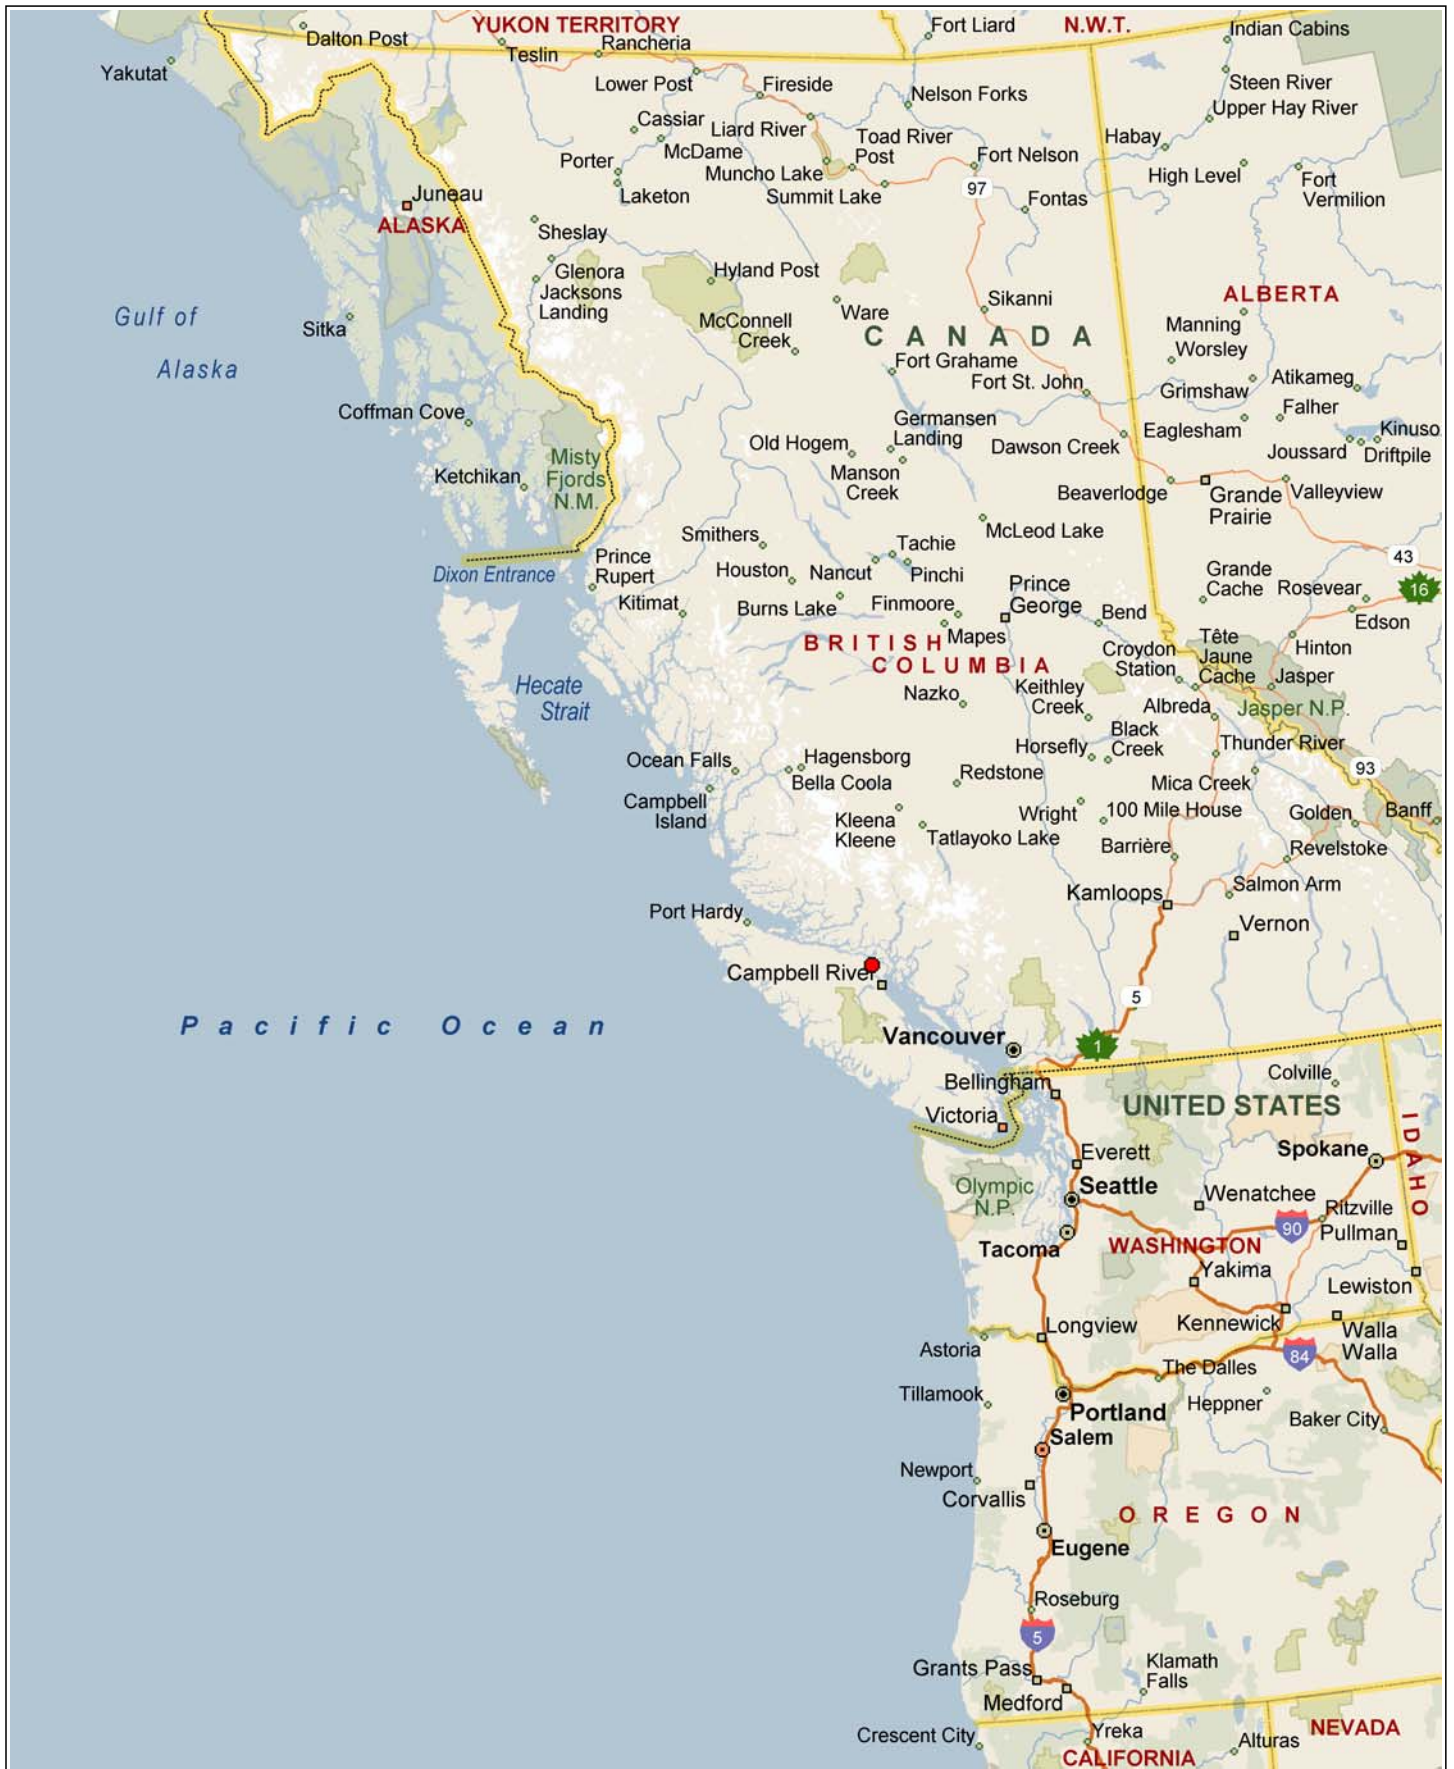 YUKON TERRITORY
N.W.T.
Fort Liard
Indian Cabins
Dalton Post
Teslin
Rancheria
Yakutat
Lower Post
Fireside
Nelson Forks
Steen River
Upper Hay River
Cassiar
Liard River
Toad River
Post
Habay
McDame
Porter
Muncho Lake
Fort Nelson
High Level
Fort
Vermilion
Laketon
Summit Lake
97
Fontas
Juneau
ALASKA
Sheslay
Glenora
Jacksons
Landing
Hyland Post
Ware
Sikanni
ALBERTA
Gulf of
Alaska
Sitka
McConnell
Creek
CANADA
Manning
Worsley
Fort Grahame
Fort St. John
Grimshaw
Atikameg
Falher
Coffman Cove
Germansen
Landing
Old Hogem
Dawson Creek
Eaglesham
Kinuso
Joussard
Driftpile
Misty
Fjords
N.M.
Ketchikan
Manson
Creek
Beaverlodge
Grande
Prairie
Valleyview
Smithers
McLeod Lake
Tachie
43
Dixon Entrance
Prince
Rupert
Houston
Nancut
Pinchi
Prince
George
Grande
Cache
Rosevear
16
Kitimat
Burns Lake
Finmoore
Bend
Edson
Mapes
BRITISH
COLUMBIA
Croydon
Station
Tête
Jaune
Cache
Hinton
Jasper
Hecate
Strait
Nazko
Keithley
Creek
Albreda
Jasper N.P.
Black
Creek
Horsefly
Thunder River
Ocean Falls
Hagensborg
Bella Coola
Redstone
Mica Creek
93
Campbell
Island
Kleena
Kleene
Tatlayoko Lake
Wright
100 Mile House
Golden
Banff
Barrière
Revelstoke
Kamloops
Salmon Arm
Port Hardy
Vernon
Campbell River
5
Pacific Ocean
Vancouver
1
Bellingham
Colville
Victoria
UNITED STATES
IDAHO
Everett
Spokane
Olympic
N.P.
Seattle
Wenatchee
Ritzville
90
Tacoma
WASHINGTON
Pullman
Yakima
Lewiston
Kennewick
Longview
Walla
Walla
Astoria
84
The Dalles
Tillamook
Heppner
Portland
Salem
Baker City
Newport
Corvallis
OREGON
Eugene
Roseburg
5
Grants Pass
Klamath
Falls
Medford
Crescent City
Yreka
Alturas
NEVADA
CALIFORNIA